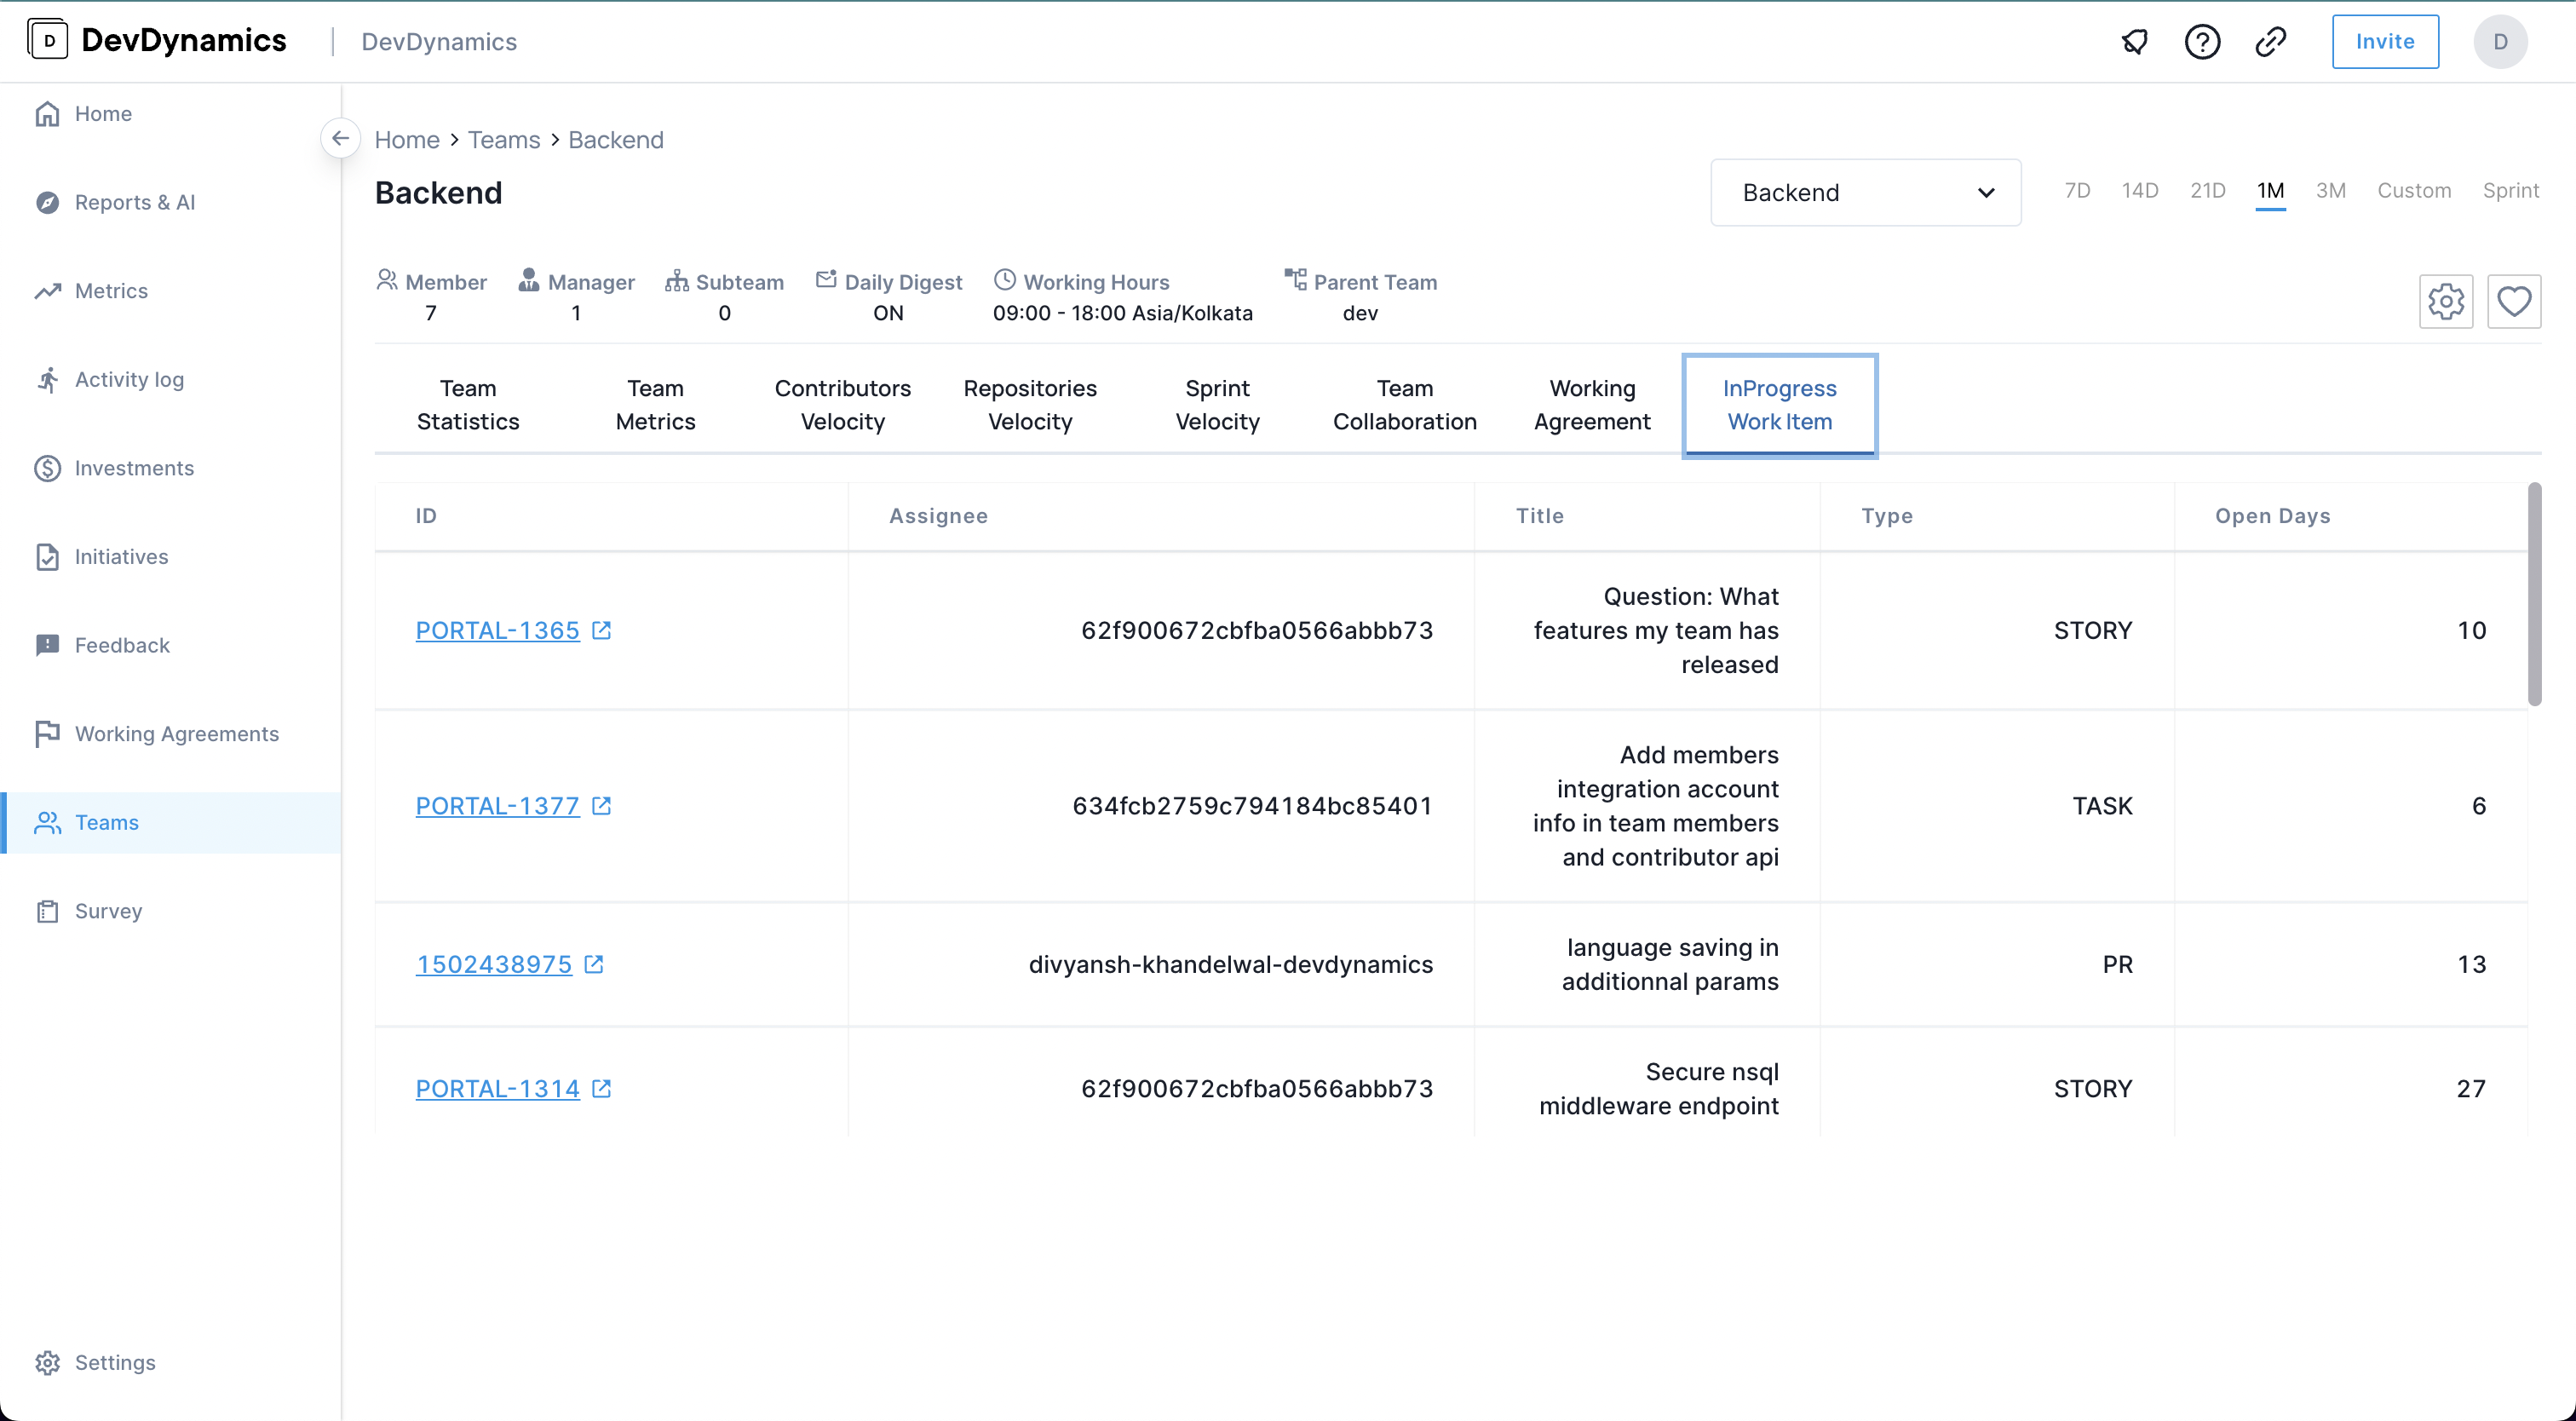 D DevDynamics | DevDynamics
Invite
D
Home
Reports & AI
Metrics
Activity log
Investments
Initiatives
Feedback
Working Agreements
Teams
Survey
Settings
Home > Teams > Backend
Backend
Backend
7D 14D 21D 1M 3M Custom Sprint
Member
7
Manager
1
Subteam
0
Daily Digest
ON
Working Hours
09:00 - 18:00 Asia/Kolkata
Parent Team
dev
Team
Statistics
Team
Metrics
Contributors
Velocity
Repositories
Velocity
Sprint
Velocity
Team
Collaboration
Working
Agreement
InProgress
Work Item
ID Assignee Title Type Open Days
PORTAL-1365
62f900672cbfba0566abbb73
Question: What
features my team has
released
STORY
10
PORTAL-1377
634fcb2759c794184bc85401
Add members
integration account
info in team members
and contributor api
TASK
6
1502438975
divyansh-khandelwal-devdynamics
language saving in
additionnal params
PR
13
PORTAL-1314
62f900672cbfba0566abbb73
Secure nsql
middleware endpoint
STORY
27